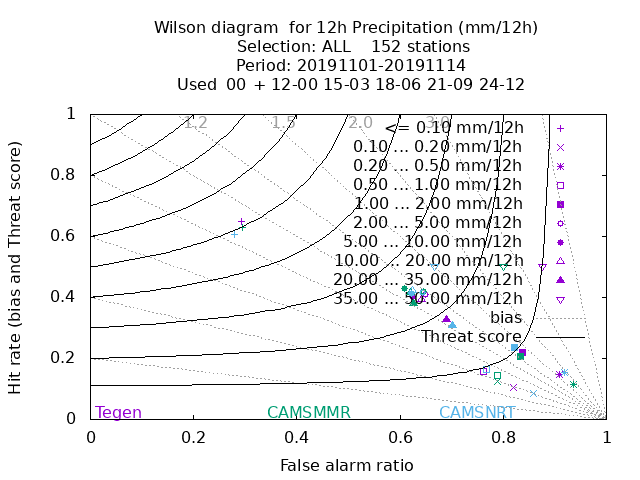 Wilson diagram  for 12h Precipitation (mm/12h)
Selection: ALL    152 stations
Period: 20191101-20191114
Used  00 + 12-00 15-03 18-06 21-09 24-12
Hit rate (bias and Threat score)
1
0.8
0.6
0.4
0.2
0
1.2
1.5
2.0
3.0
<= 0.10 mm/12h
0.10 ... 0.20 mm/12h
0.20 ... 0.50 mm/12h
0.50 ... 1.00 mm/12h
1.00 ... 2.00 mm/12h
2.00 ... 5.00 mm/12h
5.00 ... 10.00 mm/12h
10.00 ... 20.00 mm/12h
20.00 ... 35.00 mm/12h
35.00 ... 50.00 mm/12h
bias
Threat score
Tegen
CAMSMMR
CAMSNRT
0
0.2
0.4
0.6
0.8
1
False alarm ratio